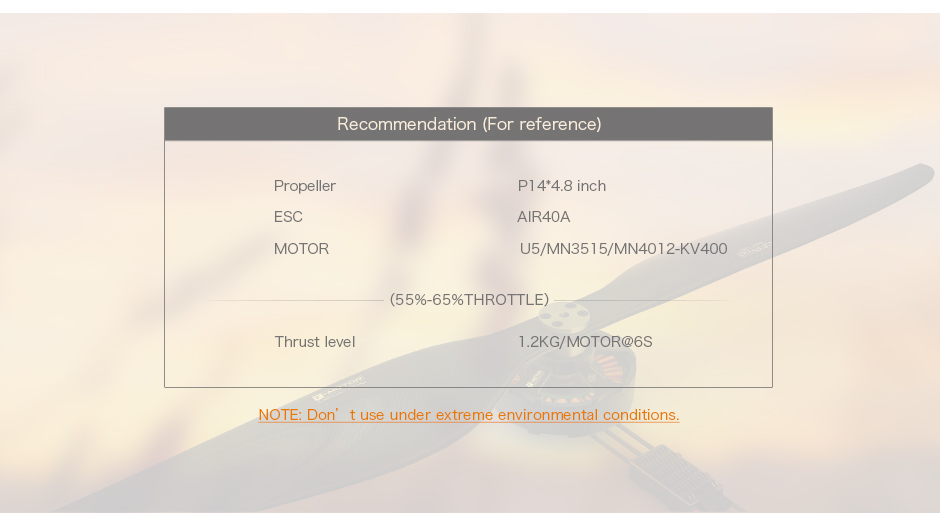 Recommendation (For reference)
Propeller P14*4.8 inch
ESC AIR40A
MOTOR U5/MN3515/MN4012-KV400
(55%-65%THROTTLE)
Thrust level 1.2KG/MOTOR@6S
NOTE: Don’t use under extreme environmental conditions.